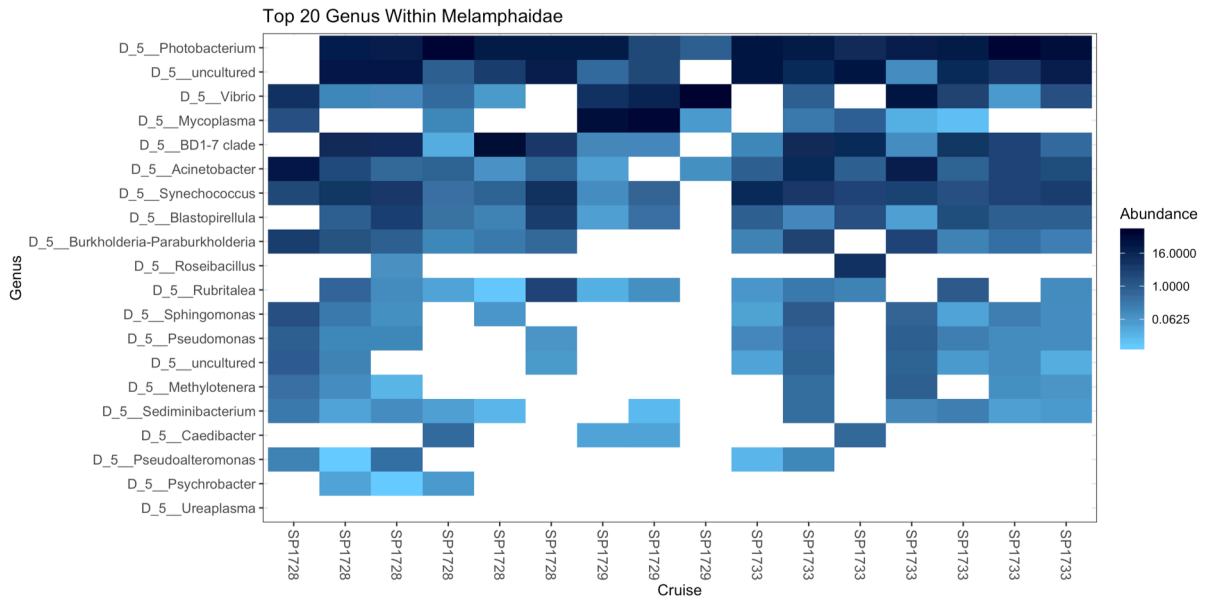 Top 20 Genus Within Melamphaidae
Genus
D_5__Photobacterium
D_5__uncultured
D_5__Vibrio
D_5__Mycoplasma
D_5__BD1-7 clade
D_5__Acinetobacter
D_5__Synechococcus
D_5__Blastopirellula
D_5__Burkholderia-Paraburkholderia
D_5__Roseibacillus
D_5__Rubritalea
D_5__Sphingomonas
D_5__Pseudomonas
D_5__uncultured
D_5__Methylotenera
D_5__Sediminibacterium
D_5__Caedibacter
D_5__Pseudoalteromonas
D_5__Psychrobacter
D_5__Ureaplasma
SP1728
SP1728
SP1728
SP1728
SP1728
SP1728
SP1729
SP1729
SP1729
SP1733
SP1733
SP1733
SP1733
SP1733
SP1733
SP1733
Cruise
Abundance
16.0000
1.0000
0.0625